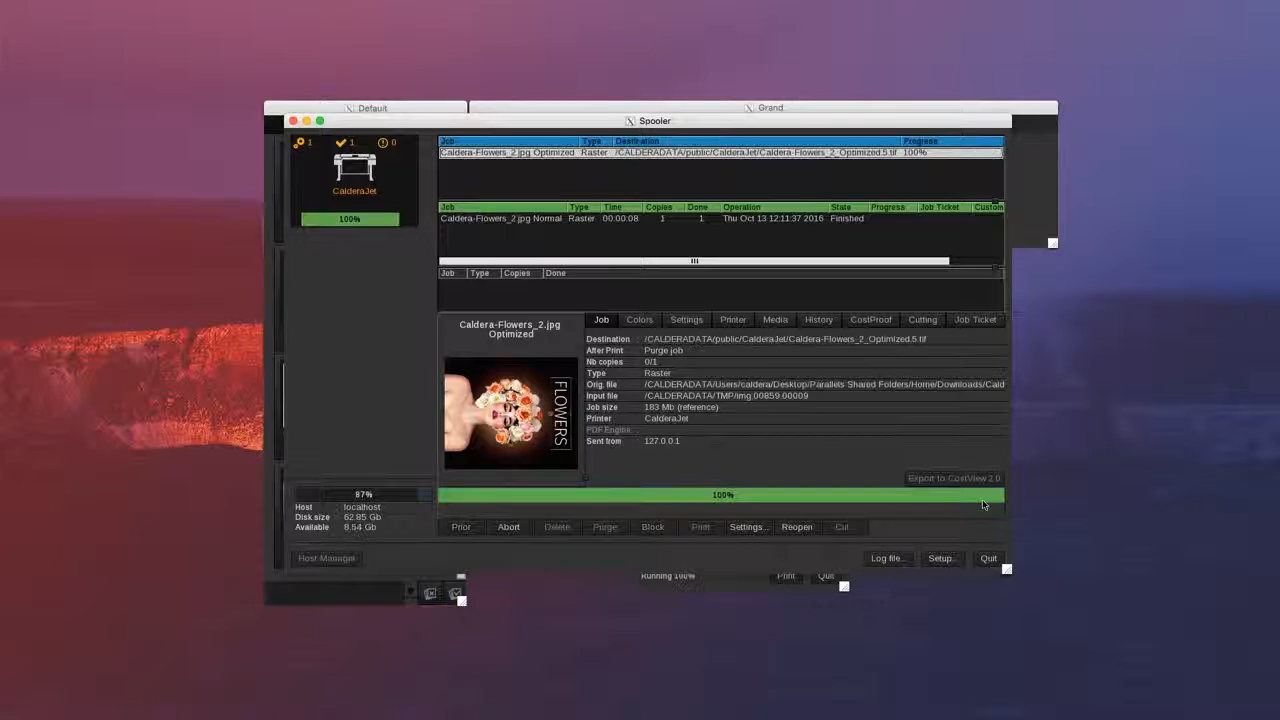 Default
Grand
Spooler
1 1 0
CalderaJet
100%
Job Type Destination Progress
Caldera-Flowers_2.jpg Optimized Raster /CALDERADATA/public/CalderaJet/Caldera-Flowers_2_Optimized.5.tif 100%
Job Type Time Copies Done Operation State Progress Job Ticket Custom
Caldera-Flowers_2.jpg Normal Raster 00:00:08 1 1 Thu Oct 13 12:11:37 2016 Finished
Job Type Copies Done
Caldera-Flowers_2.jpg
Optimized
FLOWERS
Job Colors Settings Printer Media History CostProof Cutting Job Ticket
Destination : /CALDERADATA/public/CalderaJet/Caldera-Flowers_2_Optimized.5.tif
After Print : Purge job
Nb copies : 0/1
Type : Raster
Orig. file : /CALDERADATA/Users/caldera/Desktop/Parallels Shared Folders/Home/Downloads/Cald
Input file : /CALDERADATA/TMP/img.00859.00009
Job size : 183 Mb (reference)
Printer : CalderaJet
PDF Engine :
Sent from : 127.0.0.1
Export to CostView 2.0
87%
100%
Host : localhost
Disk size : 62.85 Gb
Available : 8.54 Gb
Prior... Abort Delete... Purge... Block Print Settings... Reopen Cut...
Host Manager
Log file... Setup... Quit
Running 100%
Print Quit